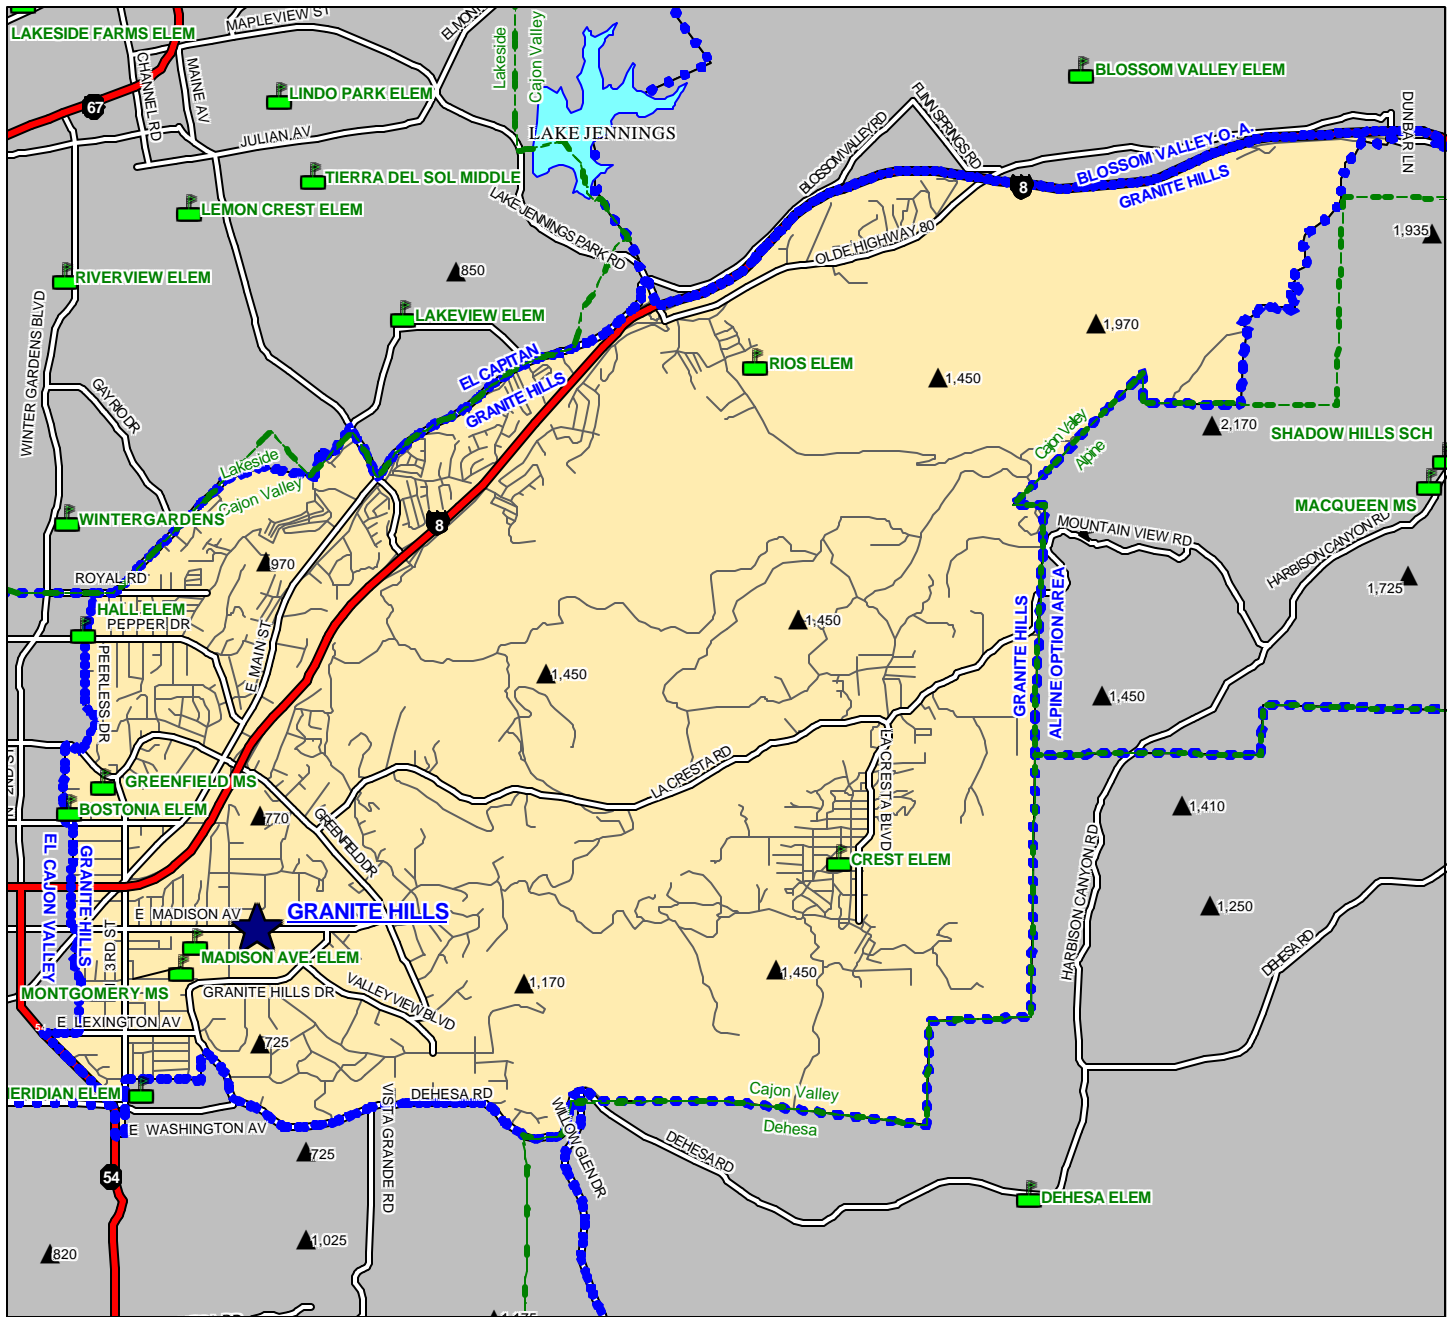 LAKESIDE FARMS ELEM
MAPLEVIEW ST
CHANNEL RD
MAINE AV
67
LINDO PARK ELEM
JULIAN AV
TIERRA DEL SOL MIDDLE
LEMON CREST ELEM
RIVERVIEW ELEM
850
LAKEVIEW ELEM
WINTER GARDENS BLVD
GAY RIO DR
Lakeside
Cajon Valley
LAKE JENNINGS
LAKE JENNINGS PARK RD
BLOSSOM VALLEY ELEM
BLOSSOM VALLEY RD
FLINN SPRINGS RD
DUNBAR LN
BLOSSOM VALLEY O. A.
GRANITE HILLS
8
OLDE HIGHWAY 80
1,935
1,970
RIOS ELEM
1,450
EL CAPITAN
GRANITE HILLS
2,170
SHADOW HILLS SCH
MACQUEEN MS
Cajon Valley
Alpine
Lakeside
Cajon Valley
WINTERGARDENS
8
970
MOUNTAIN VIEW RD
HARBISON CANYON RD
1,725
ROYAL RD
HALL ELEM
PEPPER DR
PEERLESS DR
E MAIN ST
1,450
1,450
GRANITE HILLS
ALPINE OPTION AREA
1,450
N 2ND ST
GREENFIELD MS
BOSTONIA ELEM
770
GREENFIELD DR
LA CRESTA RD
LA CRESTA BLVD
1,410
CREST ELEM
EL CAJON VALLEY
GRANITE HILLS
HARBISON CANYON RD
1,250
E MADISON AV
GRANITE HILLS
3RD ST
MADISON AVE. ELEM
MONTGOMERY MS
GRANITE HILLS DR
VALLEY VIEW BLVD
1,170
1,450
DEHESA RD
54
E LEXINGTON AV
725
MERIDIAN ELEM
DEHESA RD
VISTA GRANDE RD
E WASHINGTON AV
WILLOW GLEN DR
Cajon Valley
Dehesa
725
DEHESA RD
54
DEHESA ELEM
820
1,025